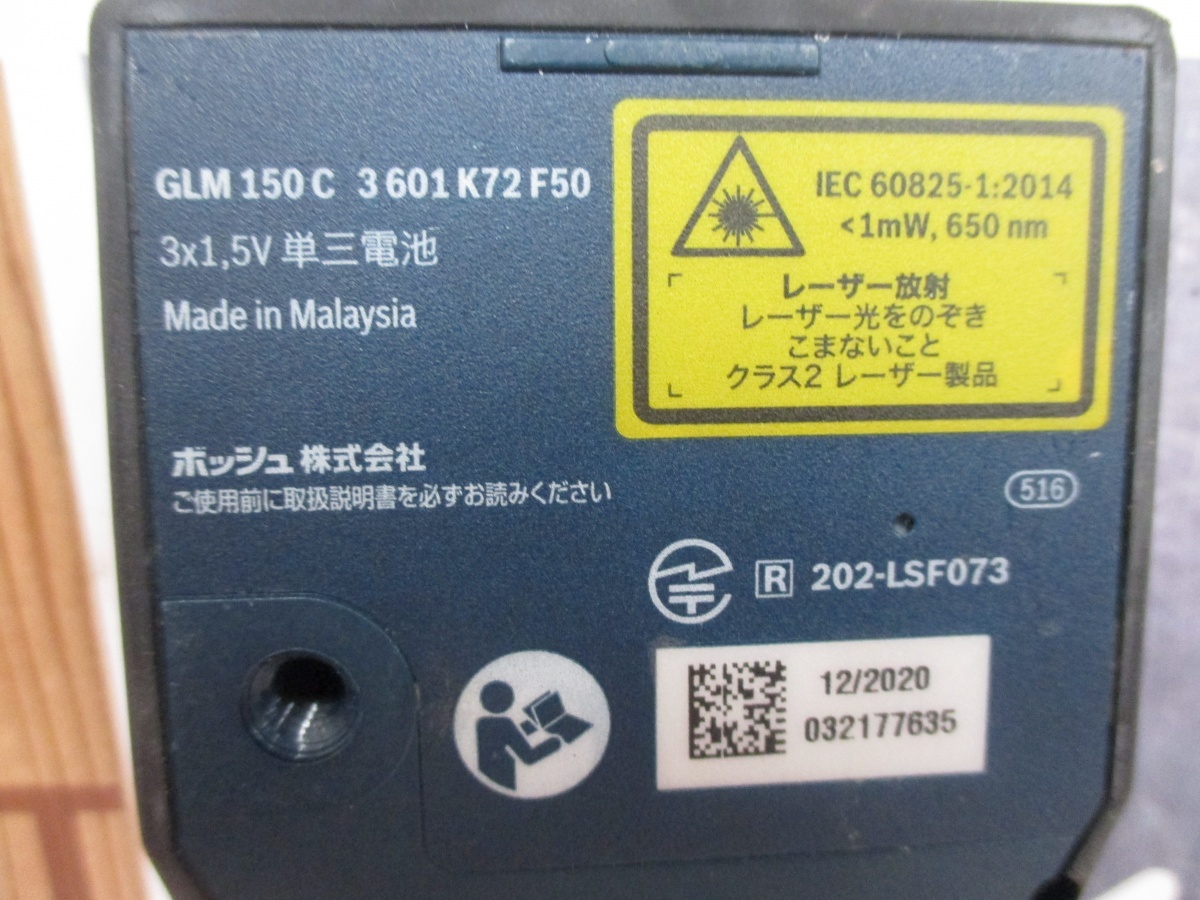 GLM 150 C 3 601 K72 F50
3x1,5V 単三電池
Made in Malaysia
IEC 60825-1:2014
<1mW, 650 nm
レーザー放射
レーザー光をのぞき
こまないこと
クラス2 レーザー製品
ボッシュ株式会社
ご使用前に取扱説明書を必ずお読みください
516
R 202-LSF073
12/2020
032177635